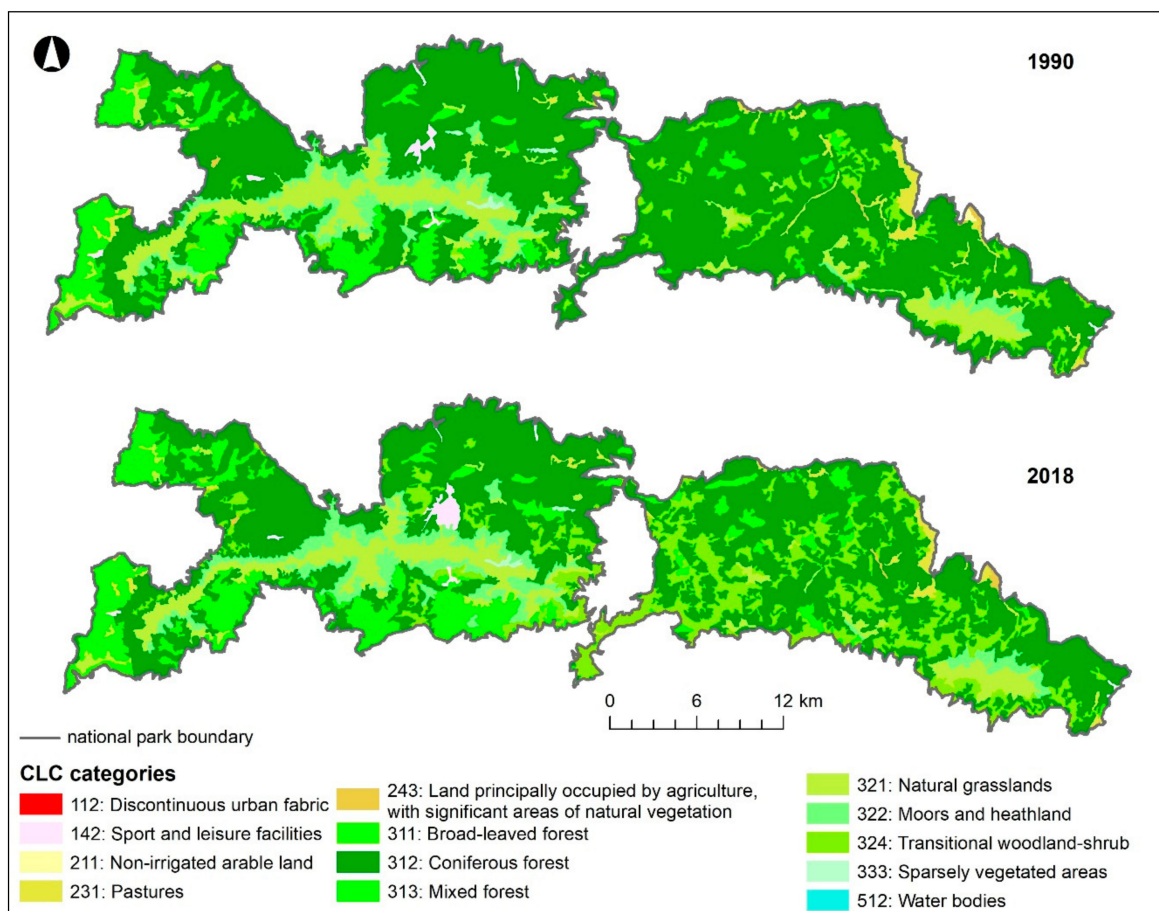 1990
2018
0 6 12 km
national park boundary
CLC categories
112: Discontinuous urban fabric
142: Sport and leisure facilities
211: Non-irrigated arable land
231: Pastures
243: Land principally occupied by agriculture,
with significant areas of natural vegetation
311: Broad-leaved forest
312: Coniferous forest
313: Mixed forest
321: Natural grasslands
322: Moors and heathland
324: Transitional woodland-shrub
333: Sparsely vegetated areas
512: Water bodies